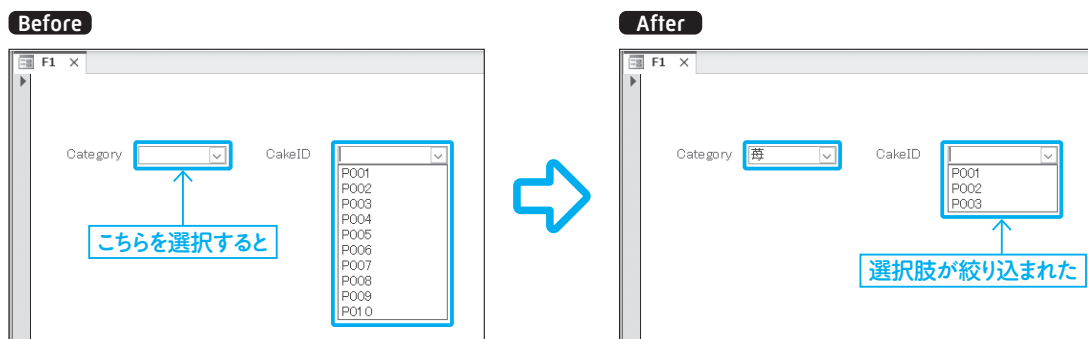 Before
F1 ×
Category
CakeID
P001
P002
P003
P004
P005
P006
P007
P008
P009
P010
こちらを選択すると
After
F1 ×
Category 苺
CakeID
P001
P002
P003
選択肢が絞り込まれた